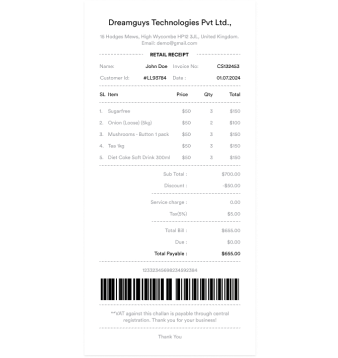 Dreamguys Technologies Pvt Ltd.,
15 Hodges Mews, High Wycombe HP12 3JL, United Kingdom.
Email: demo@gmail.com
RETAIL RECEIPT
Name: John Doe Invoice No. CS132453
Customer Id: #LL93784 Date : 01.07.2024
SL Item Price Qty Total
1. Sugarfree $50 3 $150
2. Onion (Loose) (5kg) $50 2 $100
3. Mushrooms - Button 1 pack $50 3 $150
4. Tea 1kg $50 3 $150
5. Diet Coke Soft Drink 300ml $50 3 $150
Sub Total : $700.00
Discount : -$50.00
Service charge : 0.00
Tax(5%) $5.00
Total Bill : $655.00
Due : $0.00
Total Payable : $655.00
**VAT against this challan is payable through central
registration. Thank you for your business!
Thank You